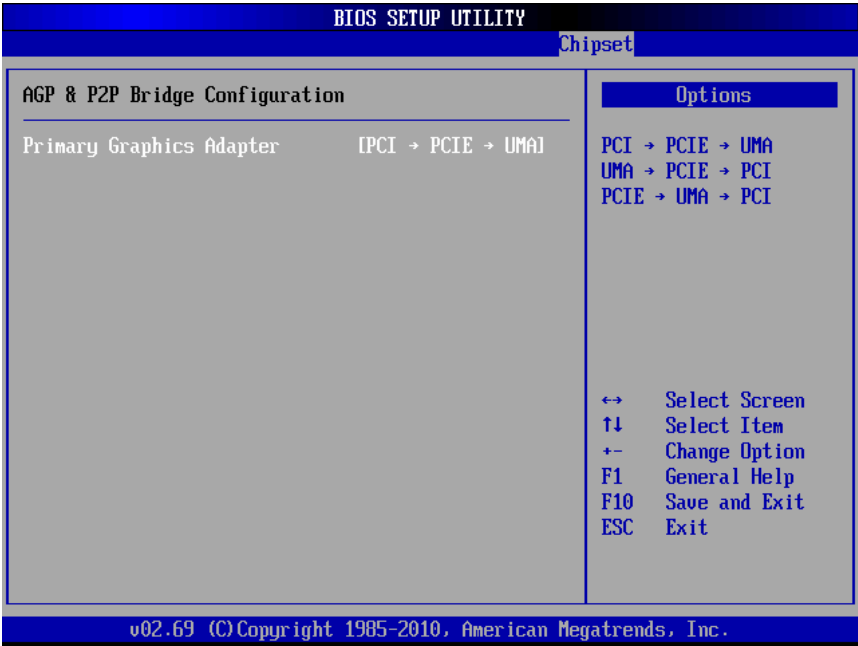 BIOS SETUP UTILITY
Chipset
AGP & P2P Bridge Configuration
Primary Graphics Adapter [PCI → PCIE → UMA]
Options
PCI → PCIE → UMA
UMA → PCIE → PCI
PCIE → UMA → PCI
↔ Select Screen
↑↓ Select Item
+- Change Option
F1 General Help
F10 Save and Exit
ESC Exit
v02.69 (C)Copyright 1985-2010, American Megatrends, Inc.